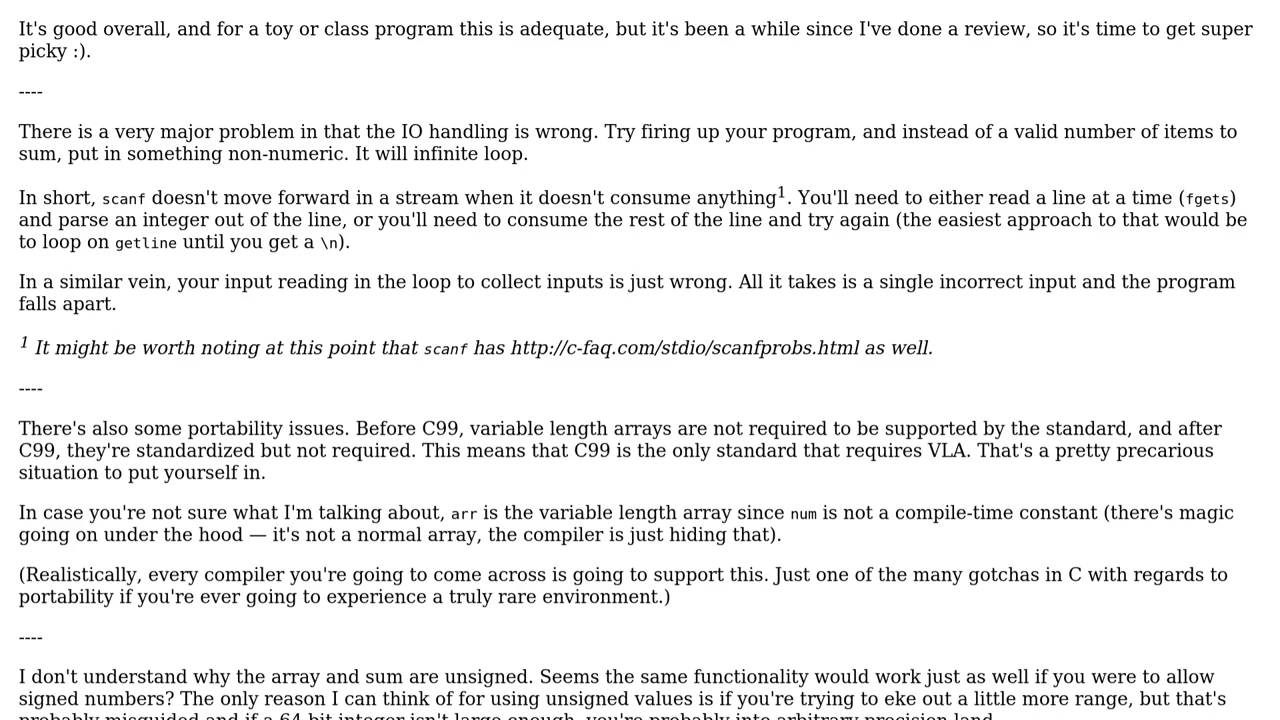 It's good overall, and for a toy or class program this is adequate, but it's been a while since I've done a review, so it's time to get super
picky :).
----
There is a very major problem in that the IO handling is wrong. Try firing up your program, and instead of a valid number of items to
sum, put in something non-numeric. It will infinite loop.
In short, scanf doesn't move forward in a stream when it doesn't consume anything1. You'll need to either read a line at a time (fgets)
and parse an integer out of the line, or you'll need to consume the rest of the line and try again (the easiest approach to that would be
to loop on getline until you get a \n).
In a similar vein, your input reading in the loop to collect inputs is just wrong. All it takes is a single incorrect input and the program
falls apart.
1 It might be worth noting at this point that scanf has http://c-faq.com/stdio/scanfprobs.html as well.
----
There's also some portability issues. Before C99, variable length arrays are not required to be supported by the standard, and after
C99, they're standardized but not required. This means that C99 is the only standard that requires VLA. That's a pretty precarious
situation to put yourself in.
In case you're not sure what I'm talking about, arr is the variable length array since num is not a compile-time constant (there's magic
going on under the hood — it's not a normal array, the compiler is just hiding that).
(Realistically, every compiler you're going to come across is going to support this. Just one of the many gotchas in C with regards to
portability if you're ever going to experience a truly rare environment.)
----
I don't understand why the array and sum are unsigned. Seems the same functionality would work just as well if you were to allow
signed numbers? The only reason I can think of for using unsigned values is if you're trying to eke out a little more range, but that's
probably misguided and if a 64 bit integer isn't large enough, you're probably into arbitrary precision land.